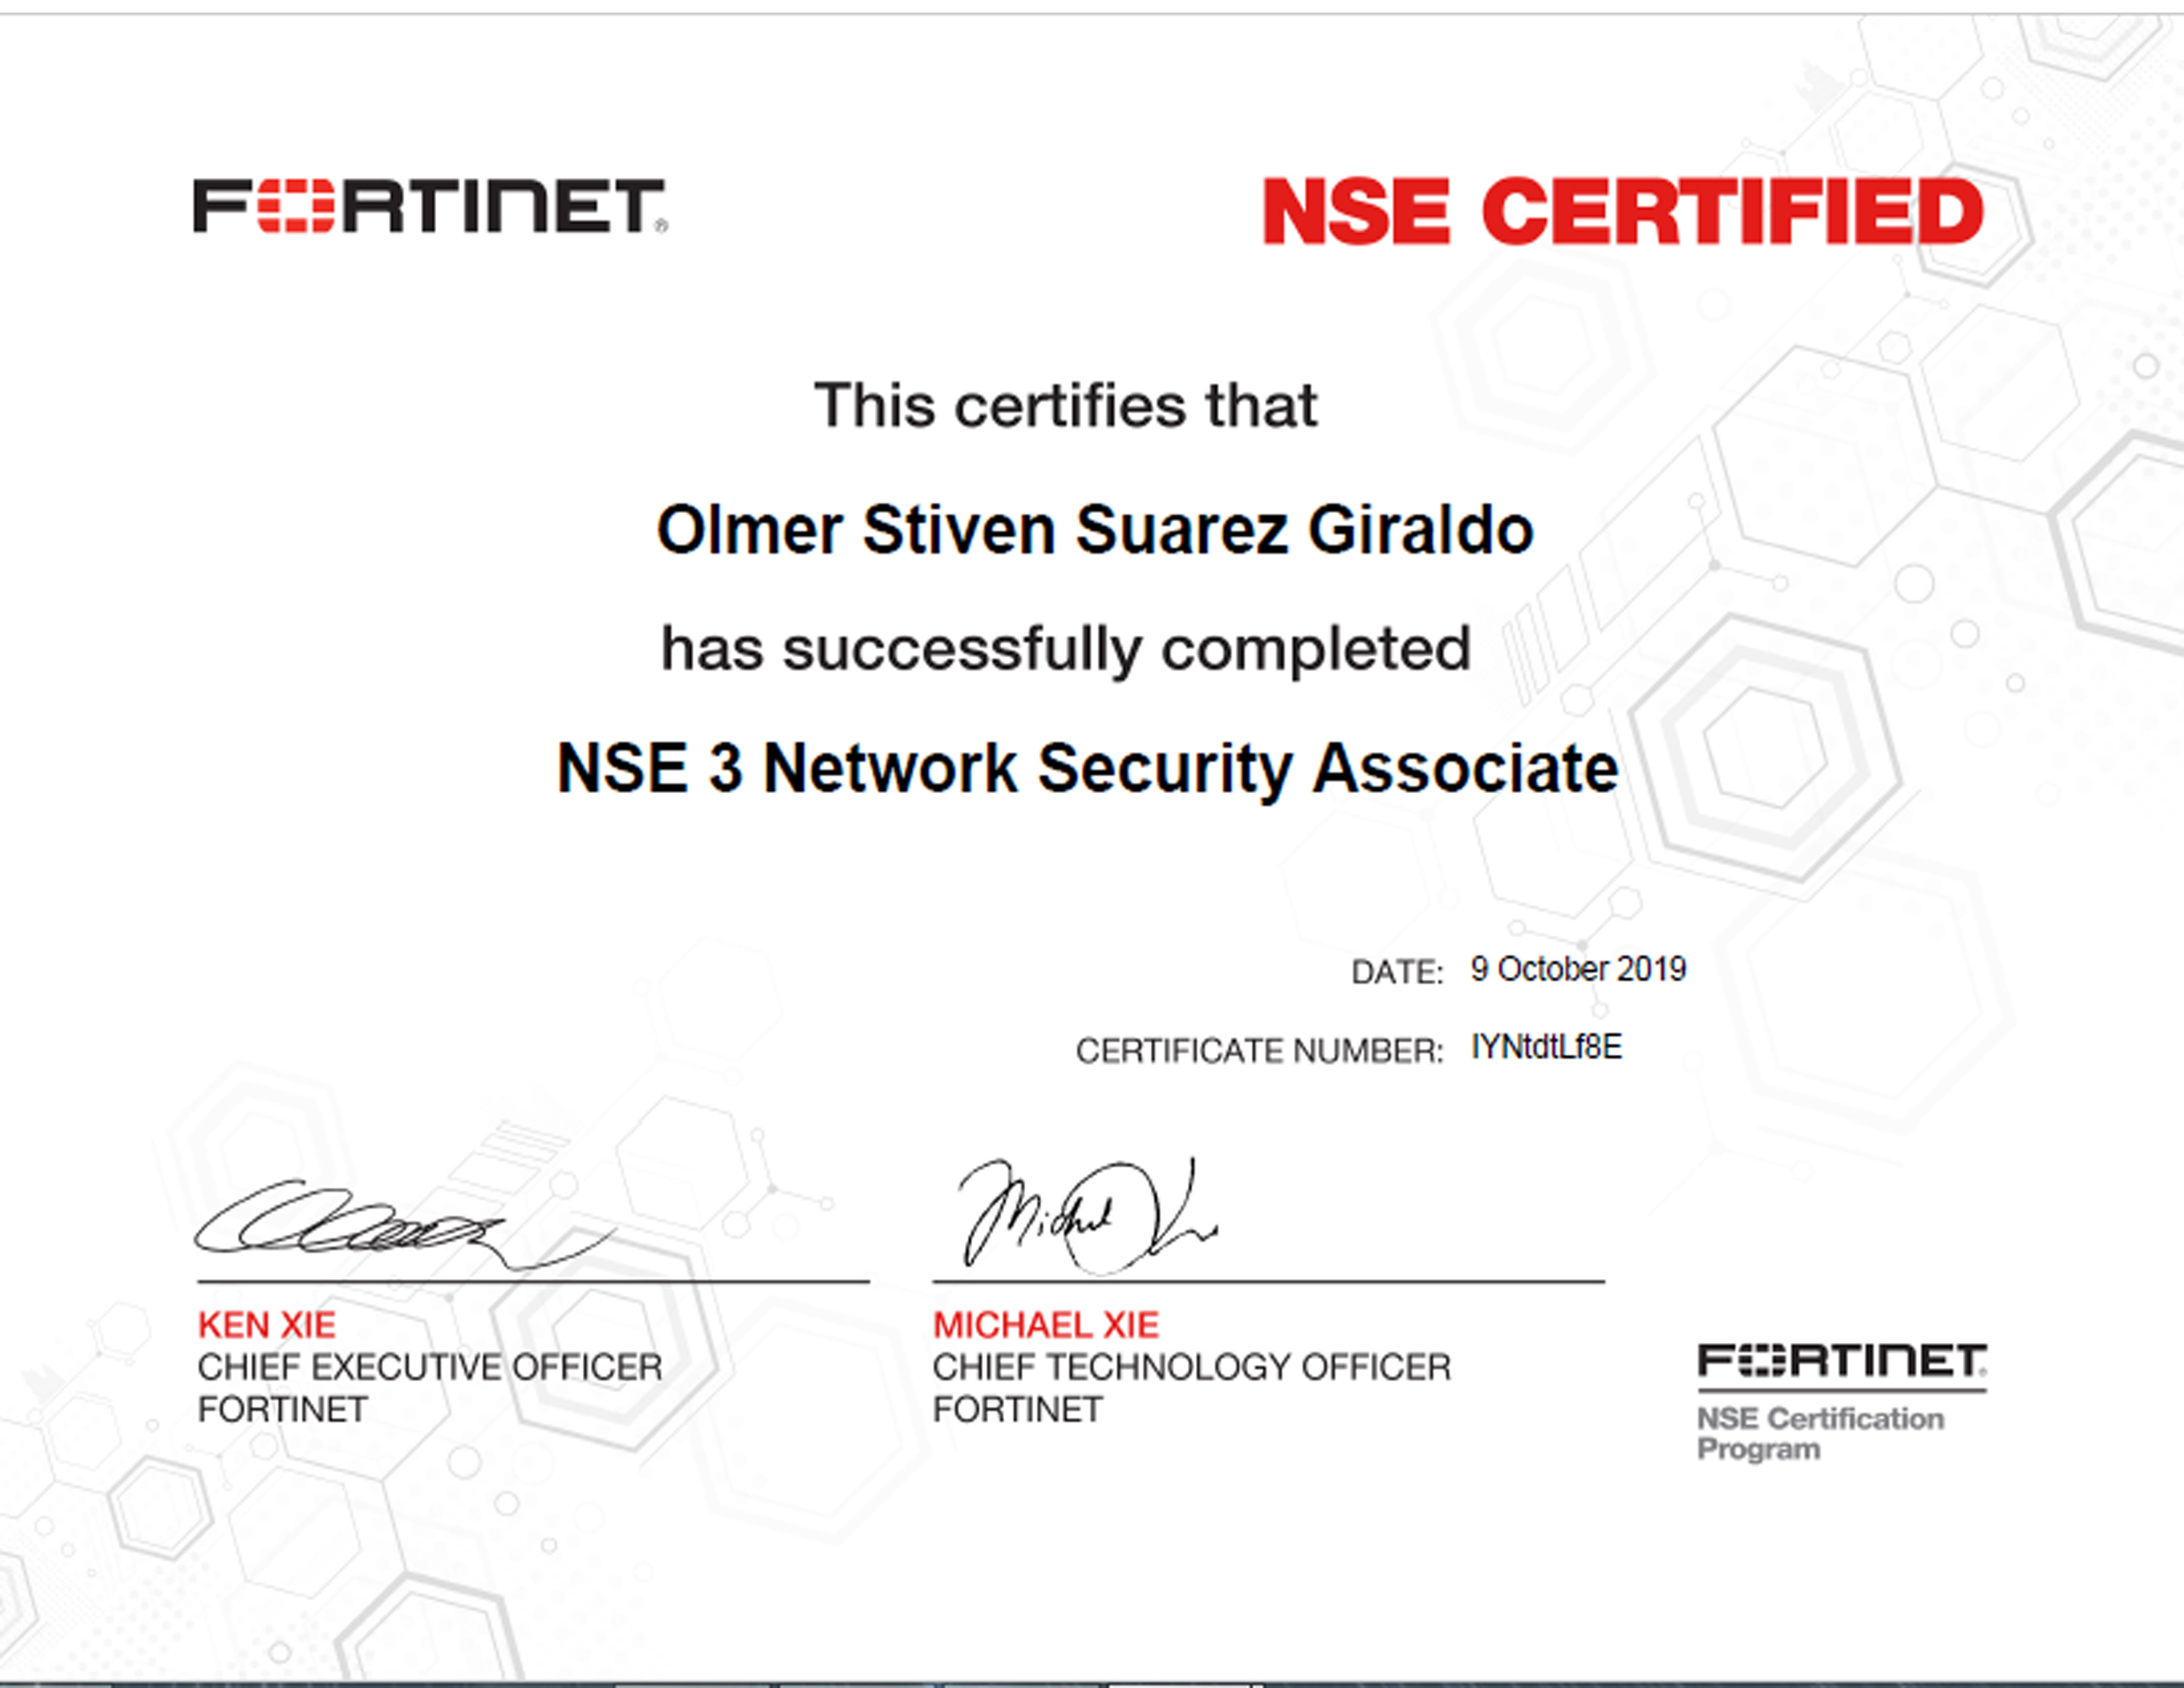 FORTINET®
NSE CERTIFIED
This certifies that
Olmer Stiven Suarez Giraldo
has successfully completed
NSE 3 Network Security Associate
DATE: 9 October 2019
CERTIFICATE NUMBER: IYNtdtLf8E
KEN XIE
CHIEF EXECUTIVE OFFICER
FORTINET
MICHAEL XIE
CHIEF TECHNOLOGY OFFICER
FORTINET
FORTINET®
NSE Certification
Program